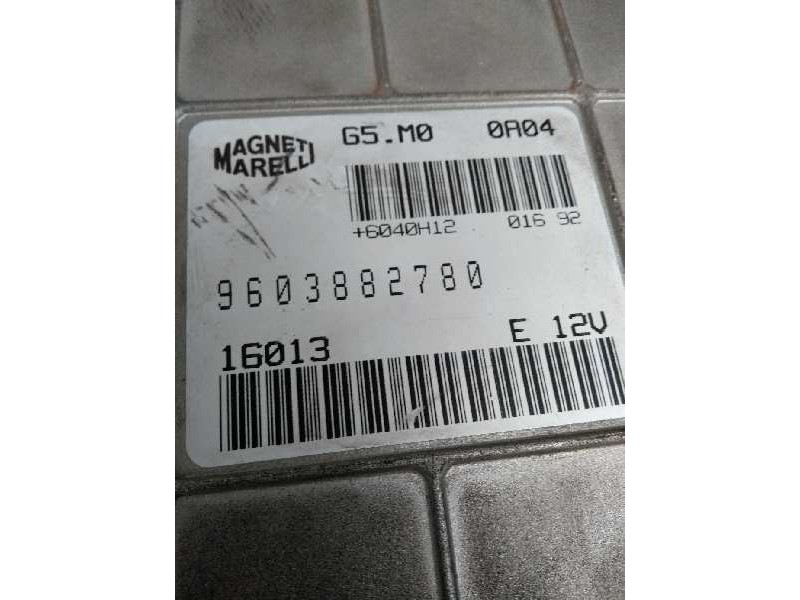 MAGNETI MARELLI
G5.M0 0A04
+6040H12 016 92
9603882780
16013 E 12V